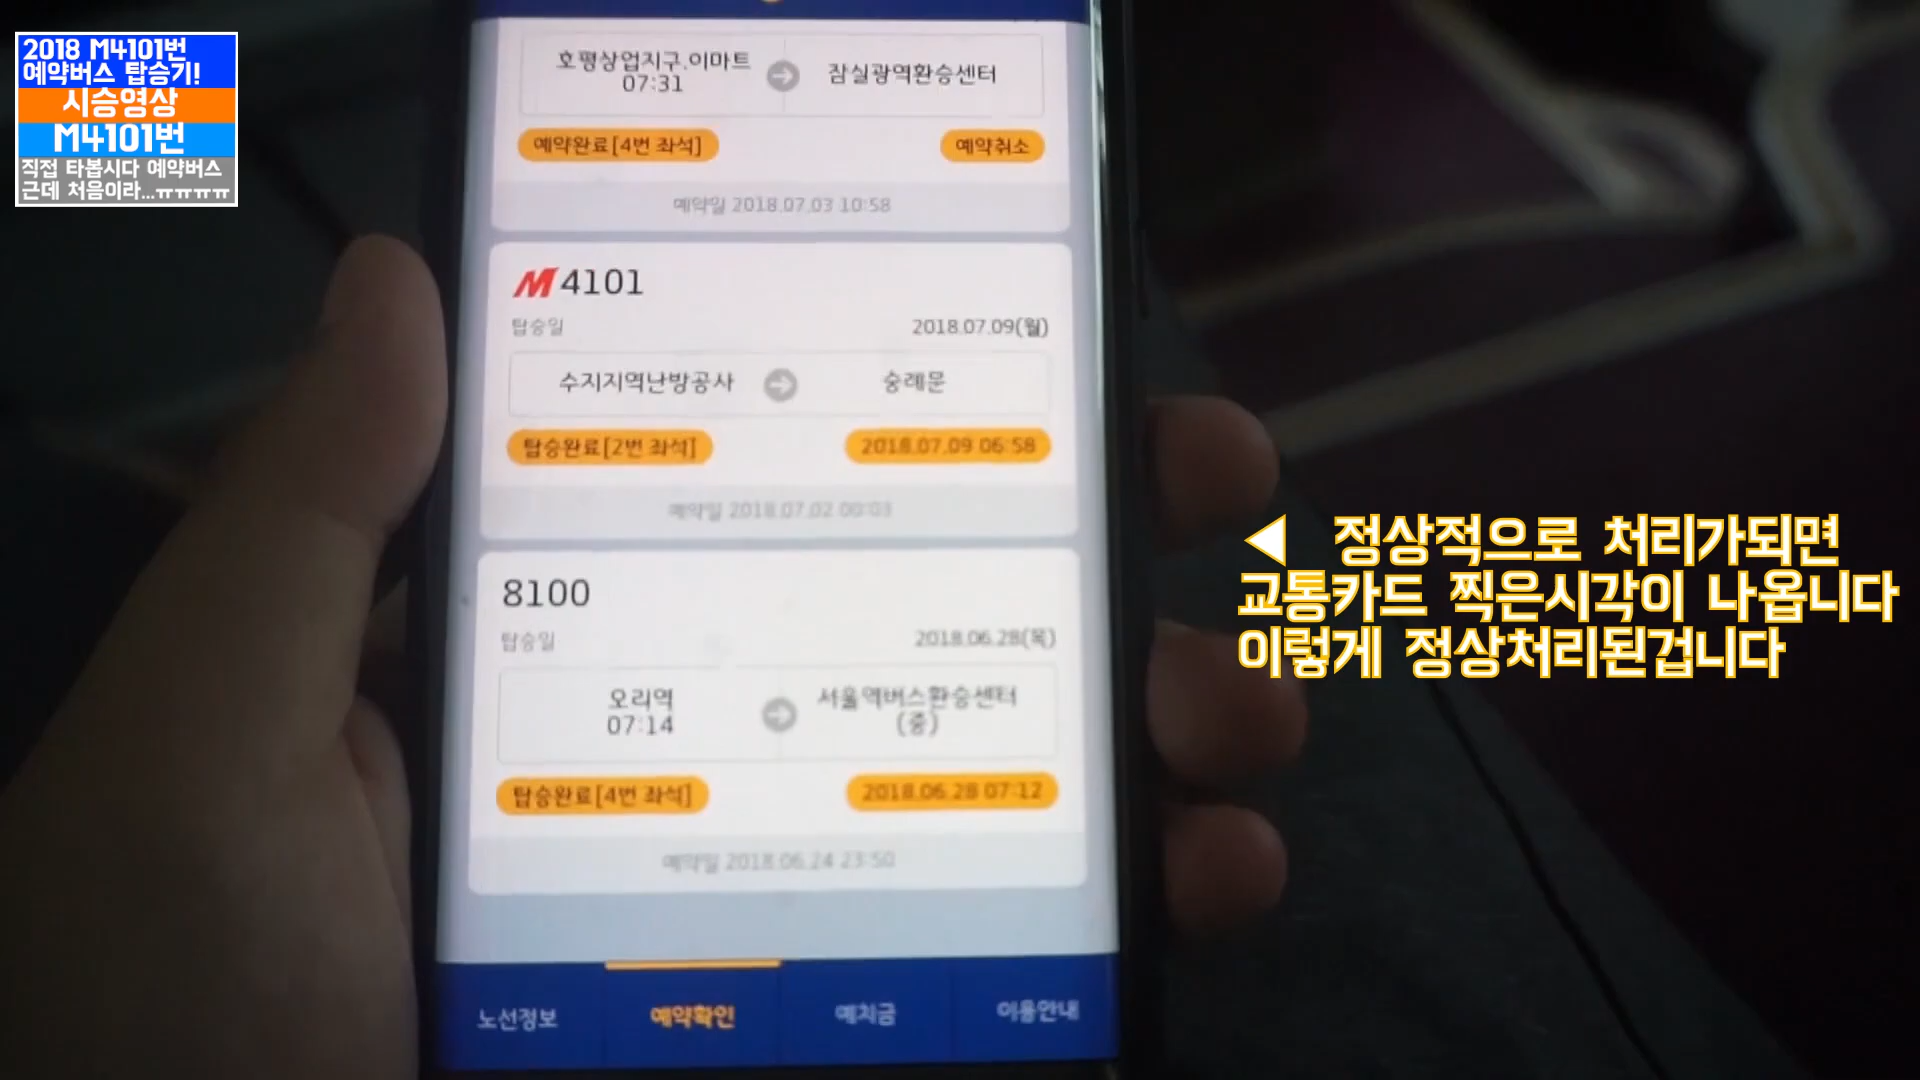 2018 M4101번
예약버스 탑승기!
시승영상
M4101번
직접 타봅시다 예약버스
근데 처음이라...ㅠㅠㅠㅠ
호평상업지구.이마트
07:31
잠실광역환승센터
예약완료[4번 좌석]
예약취소
예약일 2018.07.03 10:58
M 4101
탑승일
2018.07.09(월)
수지지역난방공사
숭례문
탑승완료[2번 좌석]
2018.07.09 06:58
예약일 2018.07.02 00:03
8100
탑승일
2018.06.28(목)
오리역
07:14
서울역버스환승센터
(중)
탑승완료[4번 좌석]
2018.06.28 07:12
예약일 2018.06.24 23:50
노선정보
예약확인
예치금
이용안내
◀ 정상적으로 처리가되면
교통카드 찍은시각이 나옵니다
이렇게 정상처리된겁니다